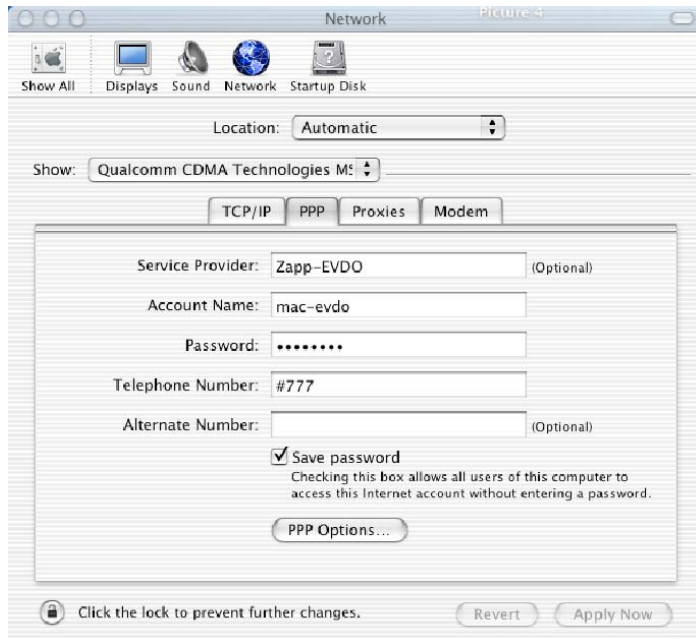 Network
Picture 4
Show All Displays Sound Network Startup Disk
Location: Automatic
Show: Qualcomm CDMA Technologies MS
TCP/IP PPP Proxies Modem
Service Provider: Zapp-EVDO (Optional)
Account Name: mac-evdo
Password: ••••••••
Telephone Number: #777
Alternate Number: (Optional)
Save password
Checking this box allows all users of this computer to
access this Internet account without entering a password.
PPP Options...
Click the lock to prevent further changes.
Revert Apply Now